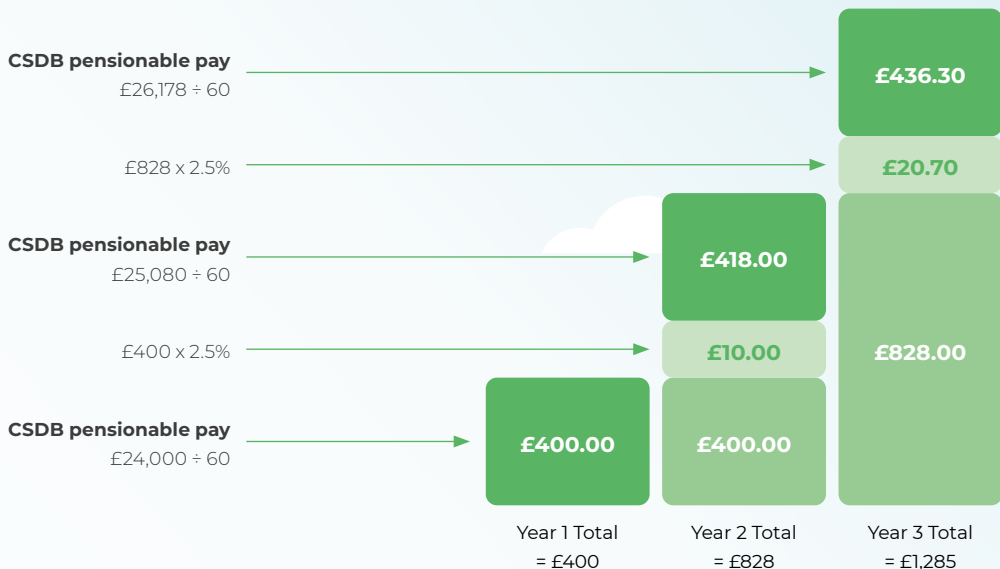 CSDB pensionable pay
£26,178 ÷ 60
£436.30
£828 x 2.5%
£20.70
CSDB pensionable pay
£25,080 ÷ 60
£418.00
£400 x 2.5%
£10.00
£828.00
CSDB pensionable pay
£24,000 ÷ 60
£400.00
£400.00
Year 1 Total
= £400
Year 2 Total
= £828
Year 3 Total
= £1,285